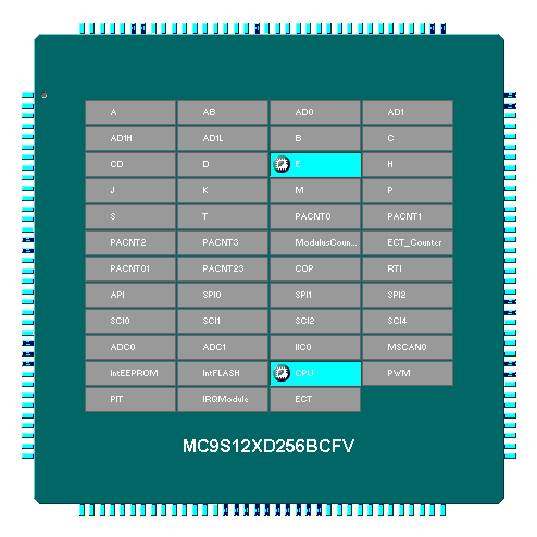 A AB AD0 AD1
AD1H AD1L B C
CD D E H
J K M P
S T PACNT0 PACNT1
PACNT2 PACNT3 ModulusCoun... ECT_Counter
PACNT01 PACNT23 COP RTI
API SPI0 SPI1 SPI2
SCI0 SCI1 SCI2 SCI4
ADC0 ADC1 IIC0 MSCAN0
IntEEPROM IntFLASH CPU PWM
PIT IRQModule ECT
MC9S12XD256BCFV